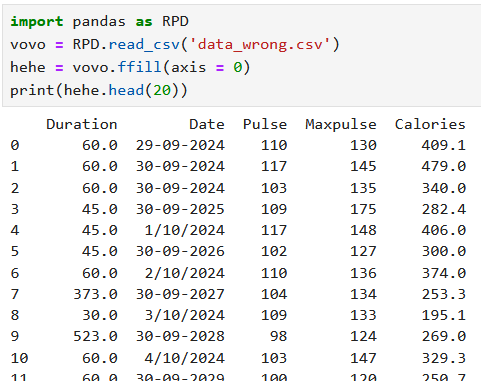 import pandas as RPD
vovo = RPD.read_csv('data_wrong.csv')
hehe = vovo.ffill(axis = 0)
print(hehe.head(20))
Duration Date Pulse Maxpulse Calories
0 60.0 29-09-2024 110 130 409.1
1 60.0 30-09-2024 117 145 479.0
2 60.0 30-09-2024 103 135 340.0
3 45.0 30-09-2025 109 175 282.4
4 45.0 1/10/2024 117 148 406.0
5 45.0 30-09-2026 102 127 300.0
6 60.0 2/10/2024 110 136 374.0
7 373.0 30-09-2027 104 134 253.3
8 30.0 3/10/2024 109 133 195.1
9 523.0 30-09-2028 98 124 269.0
10 60.0 4/10/2024 103 147 329.3
11 60.0 30-09-2029 100 120 250.7